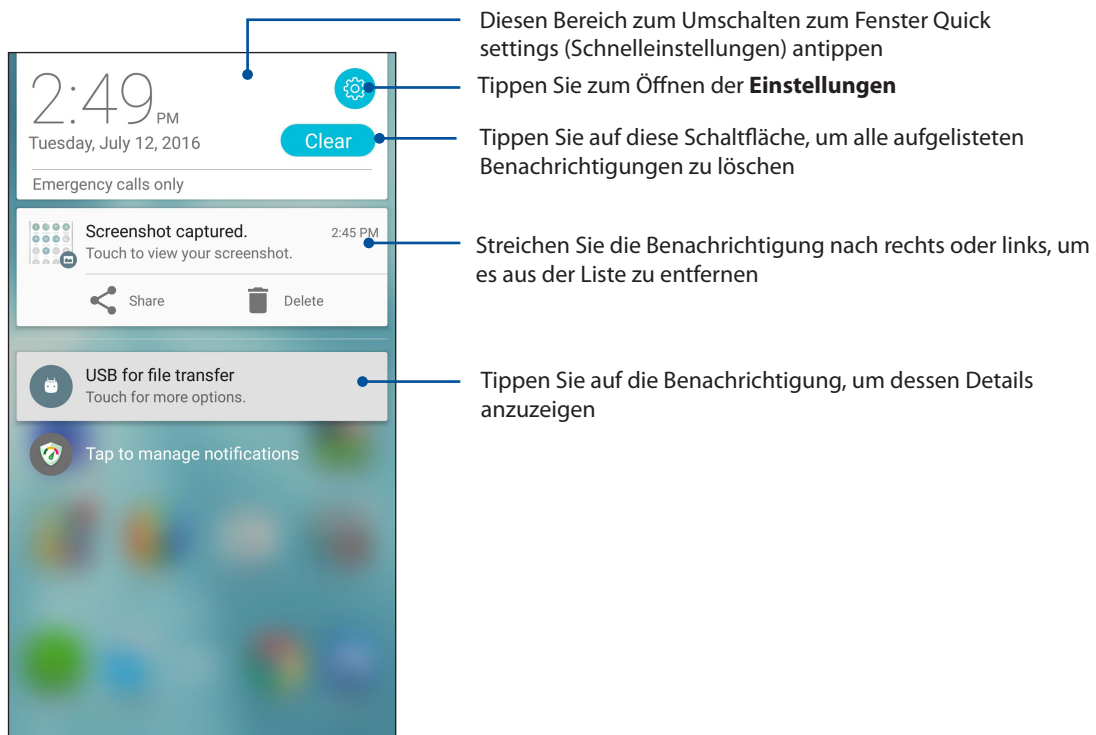 Diesen Bereich zum Umschalten zum Fenster Quick
settings (Schnelleinstellungen) antippen
Tippen Sie zum Öffnen der Einstellungen
Tippen Sie auf diese Schaltfläche, um alle aufgelisteten
Benachrichtigungen zu löschen
Streichen Sie die Benachrichtigung nach rechts oder links, um
es aus der Liste zu entfernen
Tippen Sie auf die Benachrichtigung, um dessen Details
anzuzeigen
2:49 PM
Tuesday, July 12, 2016
Clear
Emergency calls only
Screenshot captured.
2:45 PM
Touch to view your screenshot.
Share
Delete
USB for file transfer
Touch for more options.
Tap to manage notifications